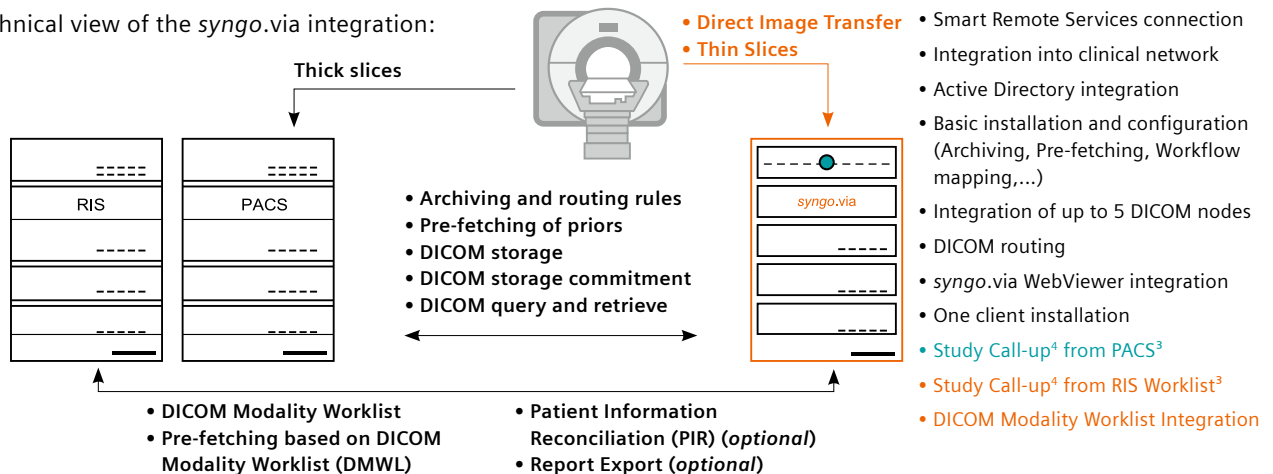 hnical view of the syngo.via integration:
• Direct Image Transfer
• Thin Slices
Thick slices
RIS
PACS
• Archiving and routing rules
• Pre-fetching of priors
• DICOM storage
• DICOM storage commitment
• DICOM query and retrieve
syngo.via
• DICOM Modality Worklist
• Pre-fetching based on DICOM
Modality Worklist (DMWL)
• Patient Information
Reconciliation (PIR) (optional)
• Report Export (optional)
• Smart Remote Services connection
• Integration into clinical network
• Active Directory integration
• Basic installation and configuration
(Archiving, Pre-fetching, Workflow
mapping,...)
• Integration of up to 5 DICOM nodes
• DICOM routing
• syngo.via WebViewer integration
• One client installation
• Study Call-up⁴ from PACS³
• Study Call-up⁴ from RIS Worklist³
• DICOM Modality Worklist Integration